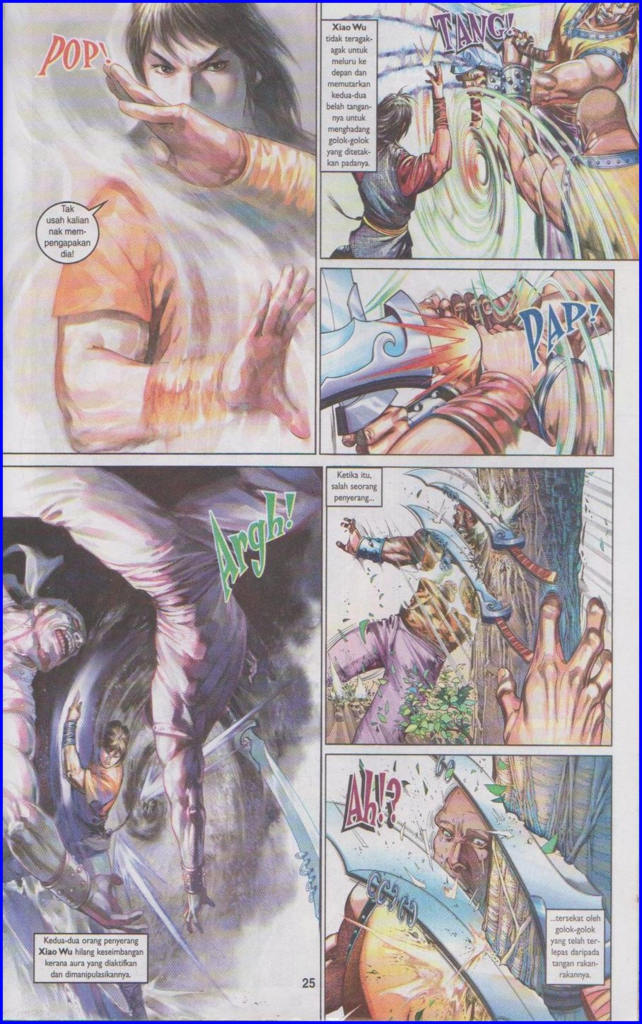 POP!
Tak
usah kalian
nak mem-
pengapakan
dia!
Xiao Wu
tidak teragak-
agak untuk
meluru ke
depan dan
memutarkan
kedua-dua
belah tangan-
nya untuk
menghadang
golok-golok
yang ditetak-
kan padanya.
TANG!
PAP!
Argh!
Kedua-dua orang penyerang
Xiao Wu hilang keseimbangan
kerana aura yang diaktifkan
dan dimanipulasikannya.
Ketika itu,
salah seorang
penyerang...
Ah!?
...tersekat oleh
golok-golok
yang telah ter-
lepas daripada
tangan rakan-
rakannya.
25